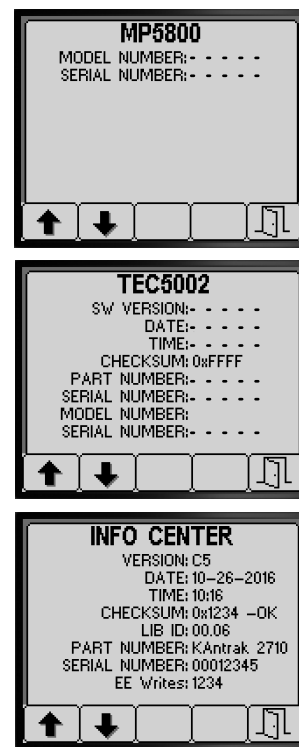 MP5800
MODEL NUMBER:- - - - -
SERIAL NUMBER:- - - - -
TEC5002
SW VERSION:- - - - -
DATE:- - - - -
TIME:- - - - -
CHECKSUM: 0xFFFF
PART NUMBER:- - - - -
SERIAL NUMBER:- - - - -
MODEL NUMBER:
SERIAL NUMBER:- - - - -
INFO CENTER
VERSION: C5
DATE: 10-26-2016
TIME: 10:16
CHECKSUM: 0x1234 -OK
LIB ID: 00.06
PART NUMBER: KAntrak 2710
SERIAL NUMBER: 00012345
EE Writes: 1234